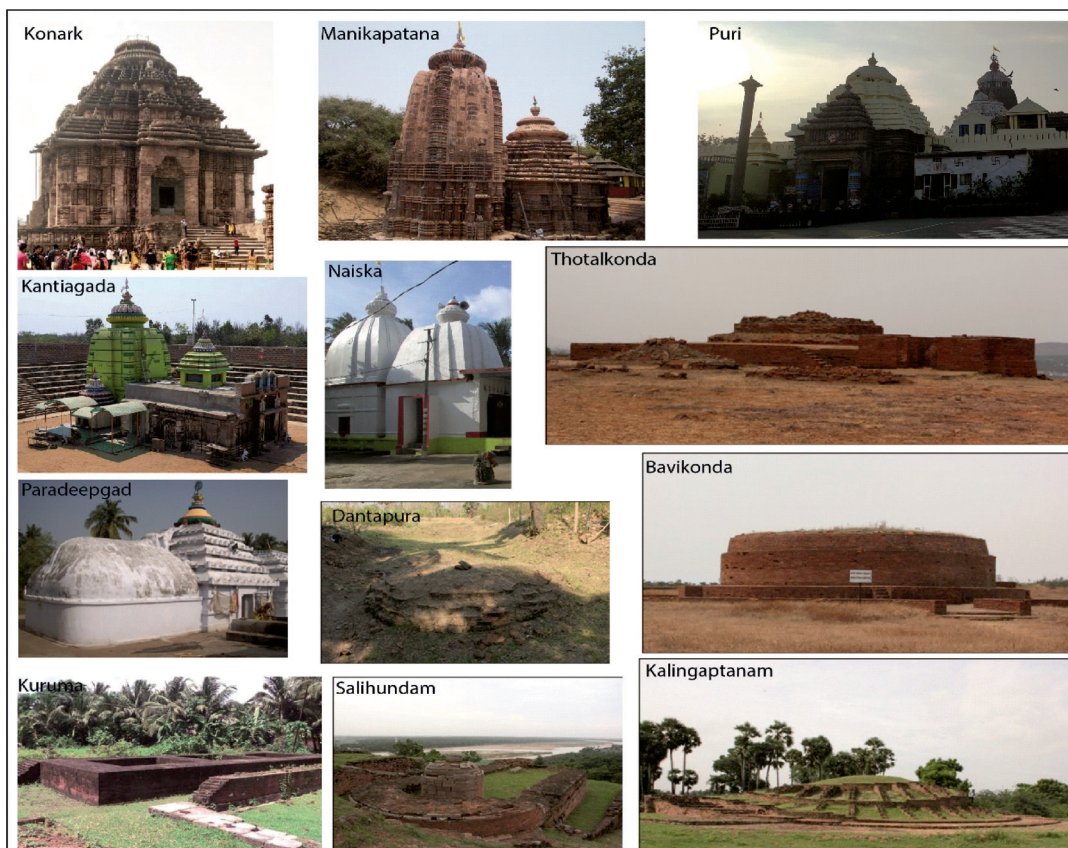 Konark
Manikapatana
Puri
Kantiagada
Naiska
Thotalkonda
Paradeepgad
Dantapura
Bavikonda
Kuruma
Salihundam
Kalingaptanam